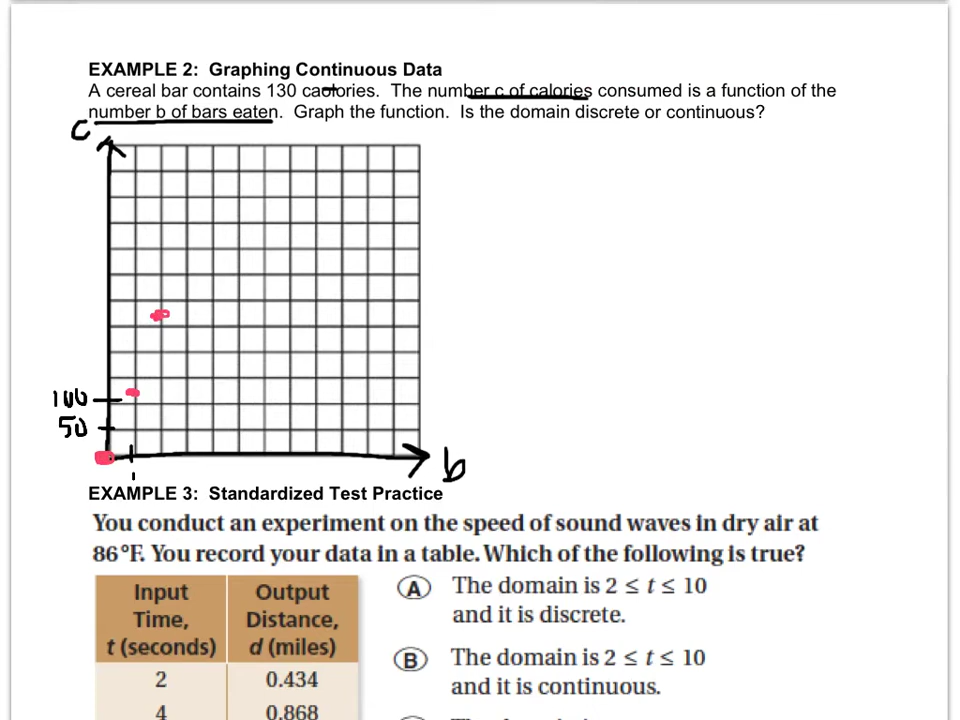 EXAMPLE 2: Graphing Continuous Data
A cereal bar contains 130 caolories. The number c of calories consumed is a function of the
number b of bars eaten. Graph the function. Is the domain discrete or continuous?
c
100
50
1
b
EXAMPLE 3: Standardized Test Practice
You conduct an experiment on the speed of sound waves in dry air at
86°F. You record your data in a table. Which of the following is true?
Input Time, t (seconds) Output Distance, d (miles)
2 0.434
4 0.868
A The domain is 2 ≤ t ≤ 10
and it is discrete.
B The domain is 2 ≤ t ≤ 10
and it is continuous.